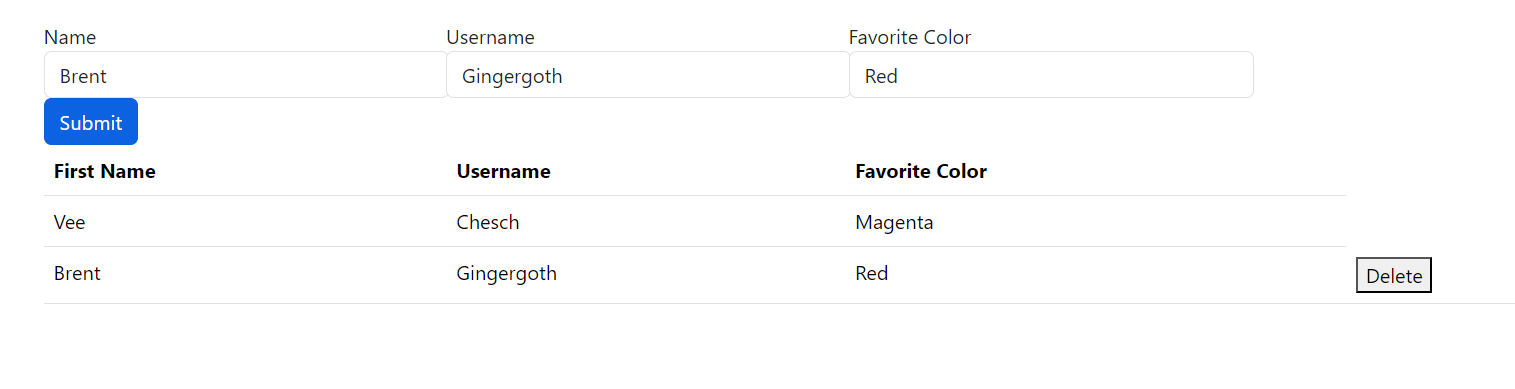 Name Username Favorite Color
Brent Gingergoth Red
Submit
First Name Username Favorite Color
Vee Chesch Magenta
Brent Gingergoth Red Delete